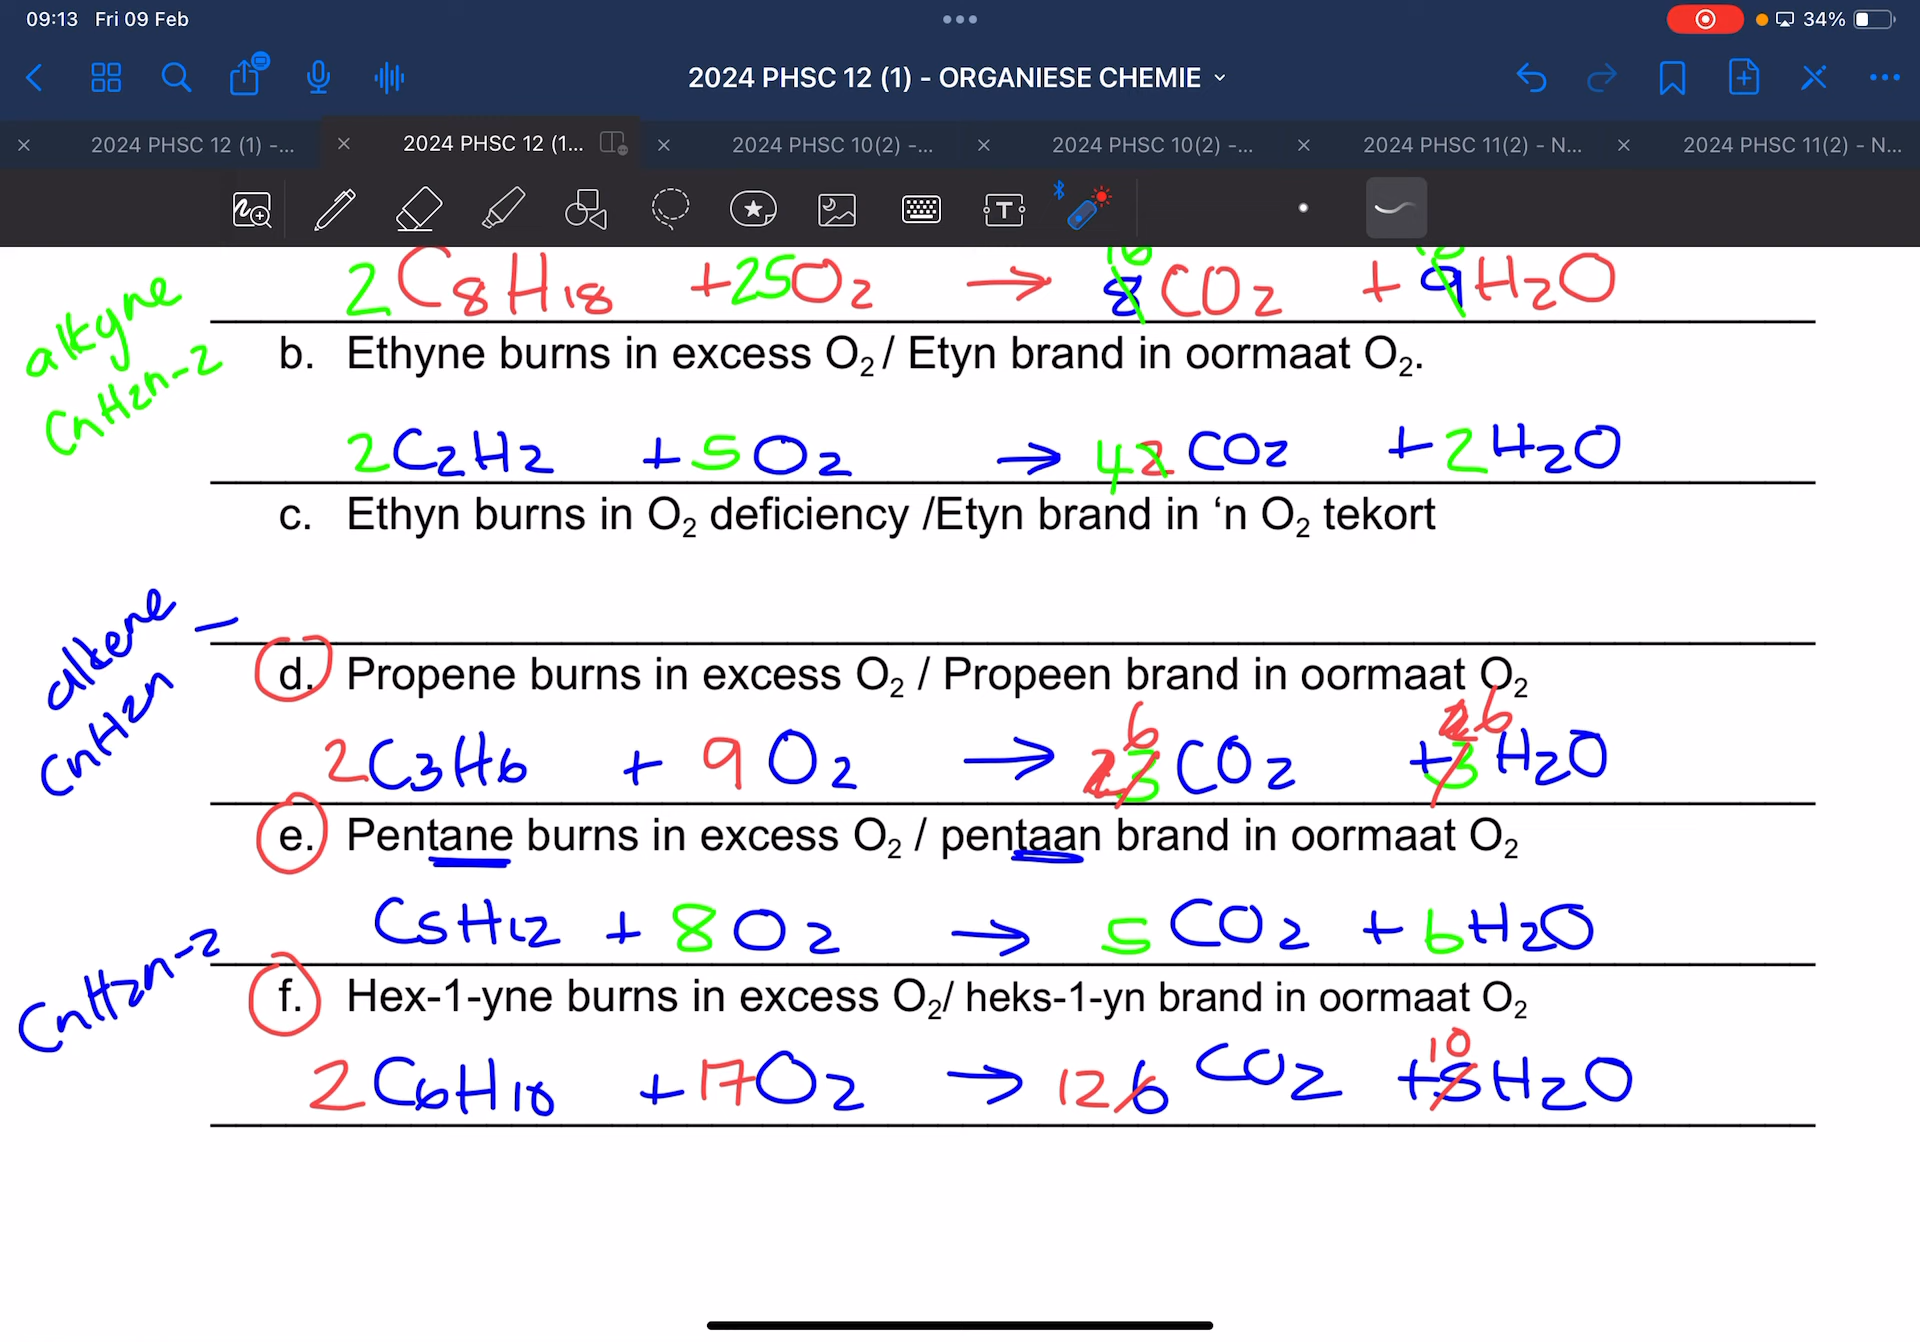 09:13 Fri 09 Feb
34%
2024 PHSC 12 (1) - ORGANIESE CHEMIE
2024 PHSC 12 (1) -...
2024 PHSC 12 (1...
2024 PHSC 10(2) -...
2024 PHSC 10(2) -...
2024 PHSC 11(2) - N...
2024 PHSC 11(2) - N...
2C8H18 + 25O2 → 8 16 CO2 + 9 H2O
alkyne
CnH2n-2
b. Ethyne burns in excess O2 / Etyn brand in oormaat O2.
2C2H2 + 5O2 → 42 CO2 + 2H2O
c. Ethyn burns in O2 deficiency /Etyn brand in ‘n O2 tekort
alkene
CnH2n
d. Propene burns in excess O2 / Propeen brand in oormaat O2
2C3H6 + 9O2 → 3 6 CO2 + 3 6 H2O
e. Pentane burns in excess O2 / pentaan brand in oormaat O2
C5H12 + 8O2 → 5CO2 + 6H2O
CnH2n-2
f. Hex-1-yne burns in excess O2/ heks-1-yn brand in oormaat O2
2C6H10 + 17O2 → 12 6 CO2 + 5 10 H2O